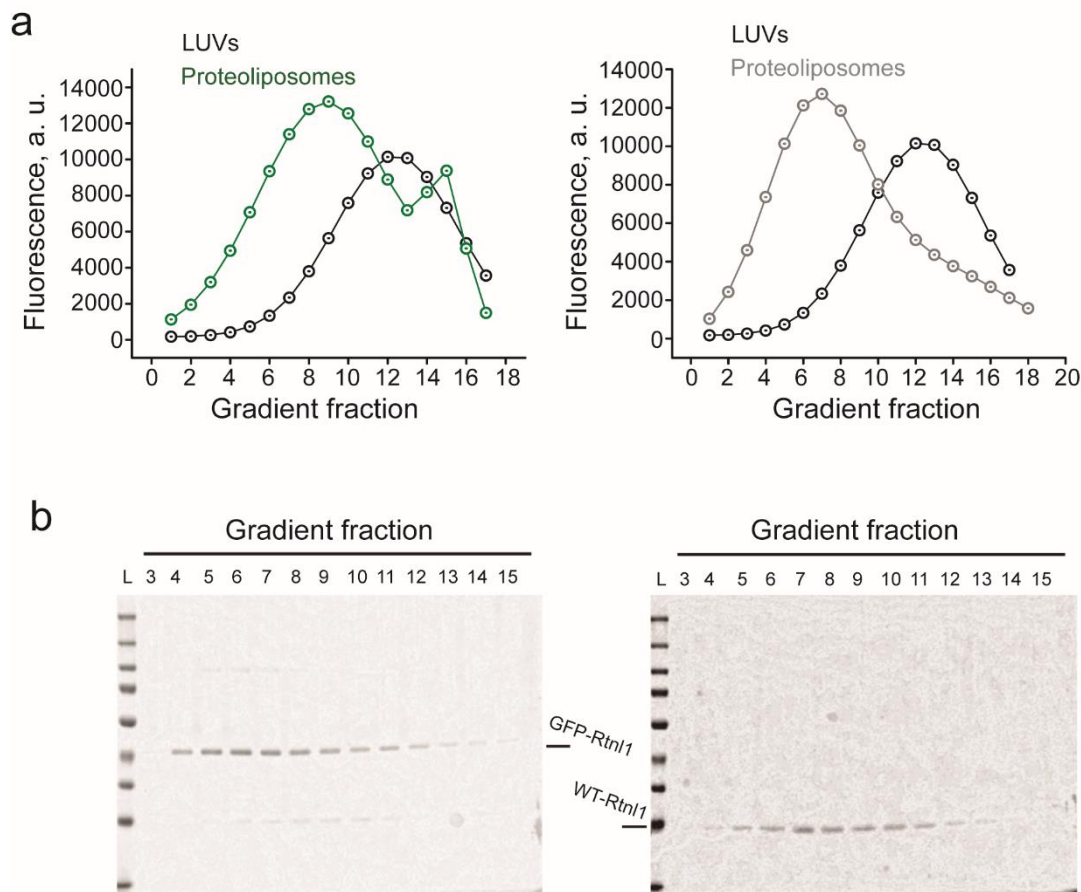 a
LUVs
Proteoliposomes
14000
12000
10000
8000
6000
4000
2000
0
Fluorescence, a. u.
0 2 4 6 8 10 12 14 16 18
Gradient fraction
LUVs
Proteoliposomes
14000
12000
10000
8000
6000
4000
2000
0
Fluorescence, a. u.
0 2 4 6 8 10 12 14 16 18 20
Gradient fraction
b
Gradient fraction
L 3 4 5 6 7 8 9 10 11 12 13 14 15
GFP-Rtnl1
WT-Rtnl1
Gradient fraction
L 3 4 5 6 7 8 9 10 11 12 13 14 15